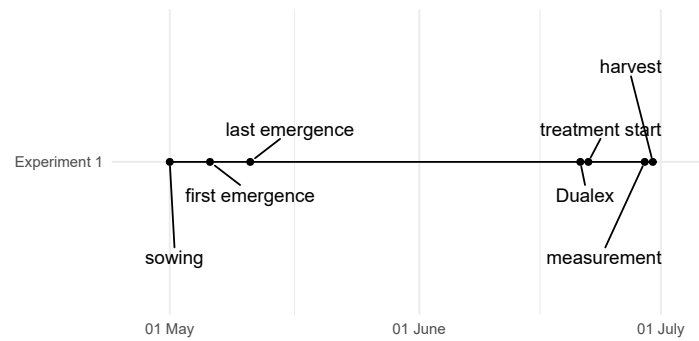 harvest
last emergence
treatment start
Experiment 1
first emergence
Dualex
sowing
measurement
01 May
01 June
01 July